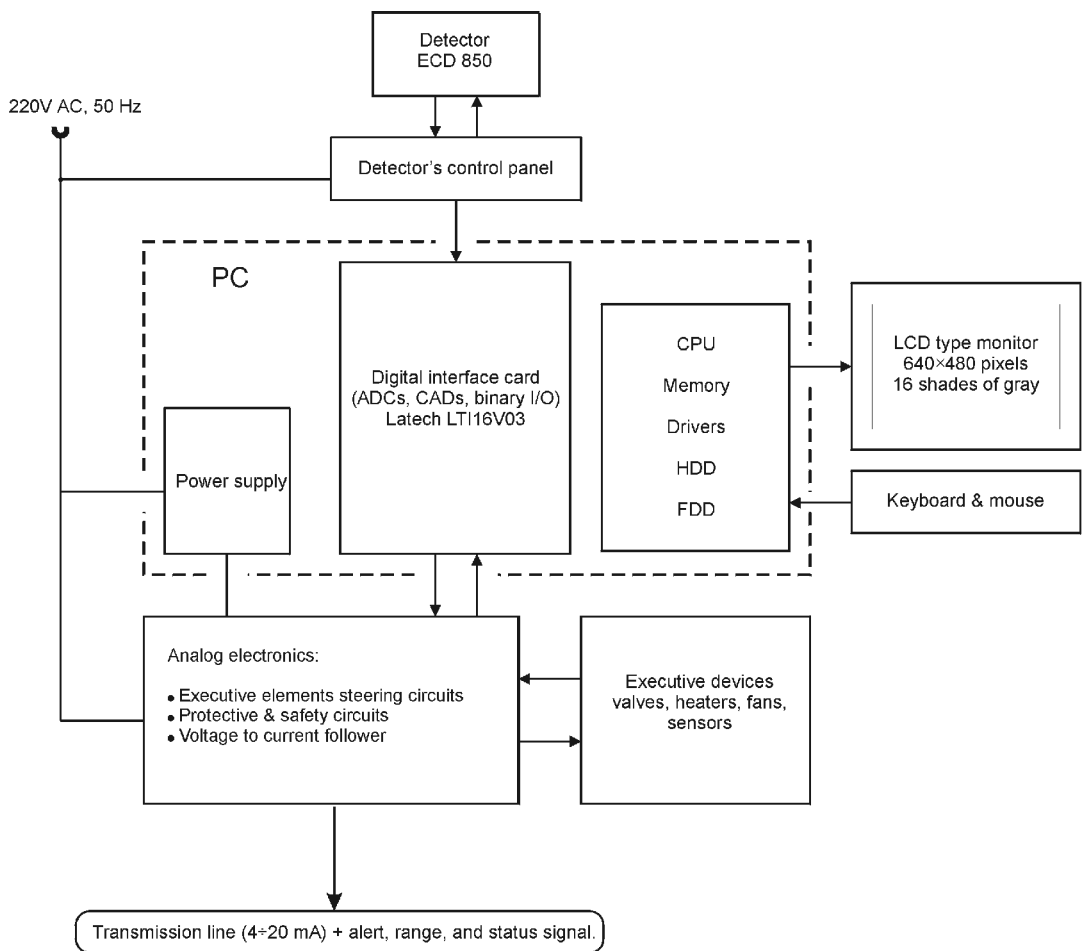 Detector
ECD 850
220V AC, 50 Hz
Detector's control panel
PC
Digital interface card
(ADCs, CADs, binary I/O)
Latech LTI16V03
CPU
Memory
Drivers
HDD
FDD
LCD type monitor
640×480 pixels
16 shades of gray
Power supply
Keyboard & mouse
Analog electronics:
• Executive elements steering circuits
• Protective & safety circuits
• Voltage to current follower
Executive devices
valves, heaters, fans,
sensors
Transmission line (4÷20 mA) + alert, range, and status signal.